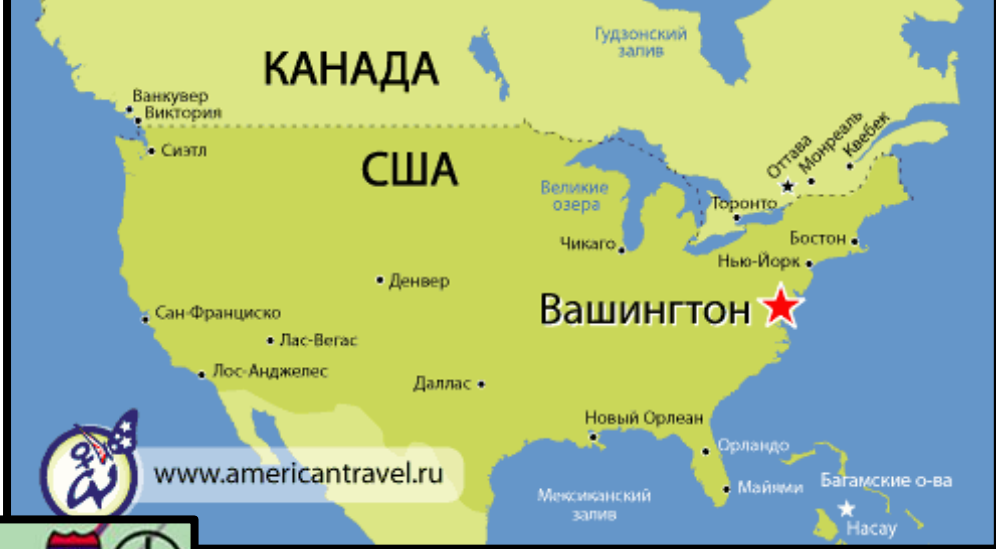 Гудзонский
залив
КАНАДА
Ванкувер
Виктория
Сиэтл
США
Оттава
Монреаль
Квебек
Великие
озера
Торонто
Чикаго
Бостон
Нью-Йорк
Денвер
Вашингтон
Сан-Франциско
Лас-Вегас
Лос-Анджелес
Даллас
Новый Орлеан
Орландо
www.americantravel.ru
Майями
Багамские о-ва
Мексиканский
залив
Насау